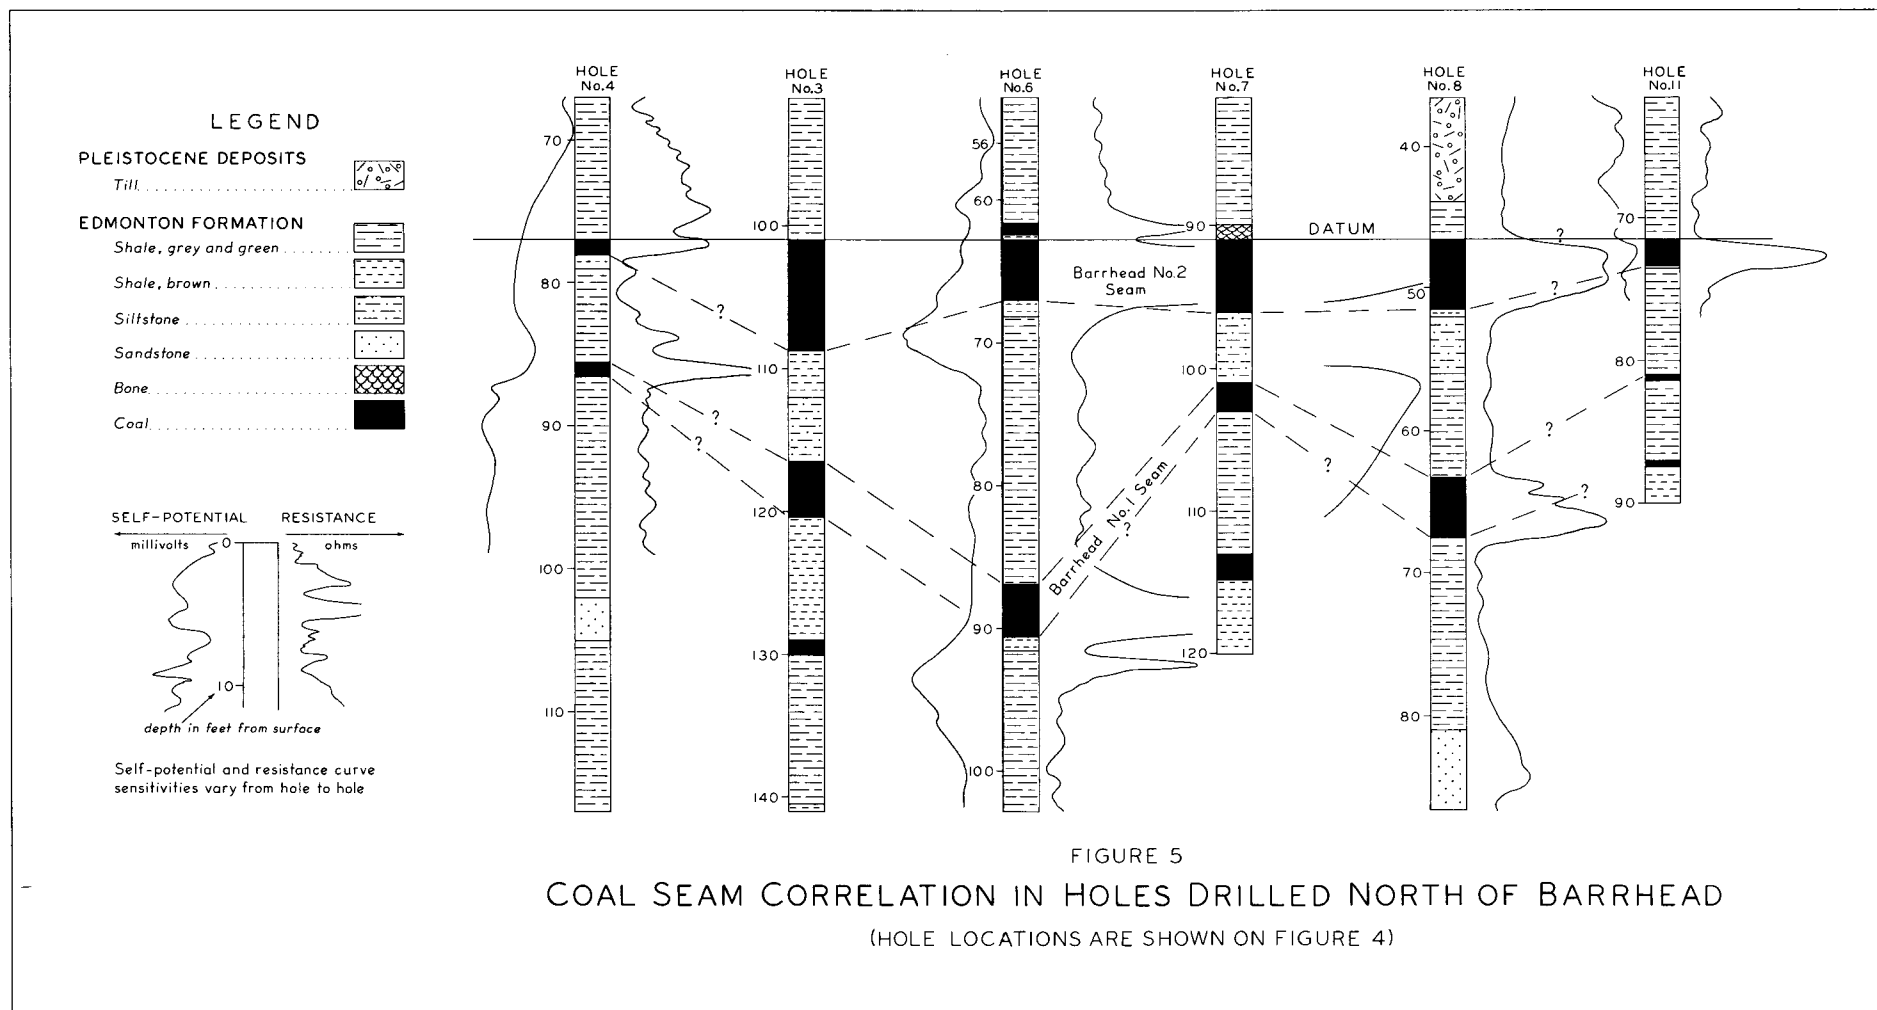 LEGEND
PLEISTOCENE DEPOSITS
Till
EDMONTON FORMATION
Shale, grey and green
Shale, brown
Siltstone
Sandstone
Bone
Coal
SELF-POTENTIAL RESISTANCE
millivolts ohms
0
10
depth in feet from surface
Self-potential and resistance curve
sensitivities vary from hole to hole
HOLE
No.4
70
80
90
100
110
HOLE
No.3
100
110
120
130
140
HOLE
No.6
56
60
70
80
90
100
HOLE
No.7
90
100
110
120
HOLE
No.8
40
50
60
70
80
HOLE
No.11
70
80
90
DATUM
Barrhead No.2
Seam
Barrhead No.1 Seam
?
?
?
?
?
?
?
?
?
FIGURE 5
COAL SEAM CORRELATION IN HOLES DRILLED NORTH OF BARRHEAD
(HOLE LOCATIONS ARE SHOWN ON FIGURE 4)